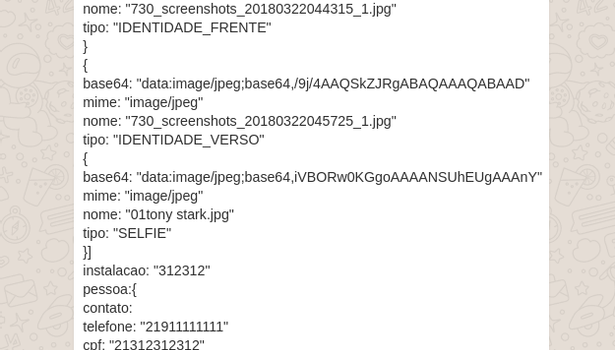 nome: "730_screenshots_20180322044315_1.jpg"
tipo: "IDENTIDADE_FRENTE"
}
{
base64: "data:image/jpeg;base64,/9j/4AAQSkZJRgABAQAAAQABAAD"
mime: "image/jpeg"
nome: "730_screenshots_20180322045725_1.jpg"
tipo: "IDENTIDADE_VERSO"
{
base64: "data:image/jpeg;base64,iVBORw0KGgoAAAANSUhEUgAAAnY"
mime: "image/jpeg"
nome: "01tony stark.jpg"
tipo: "SELFIE"
}]
instalacao: "312312"
pessoa:{
contato:
telefone: "21911111111"
cpf: "21312312312"